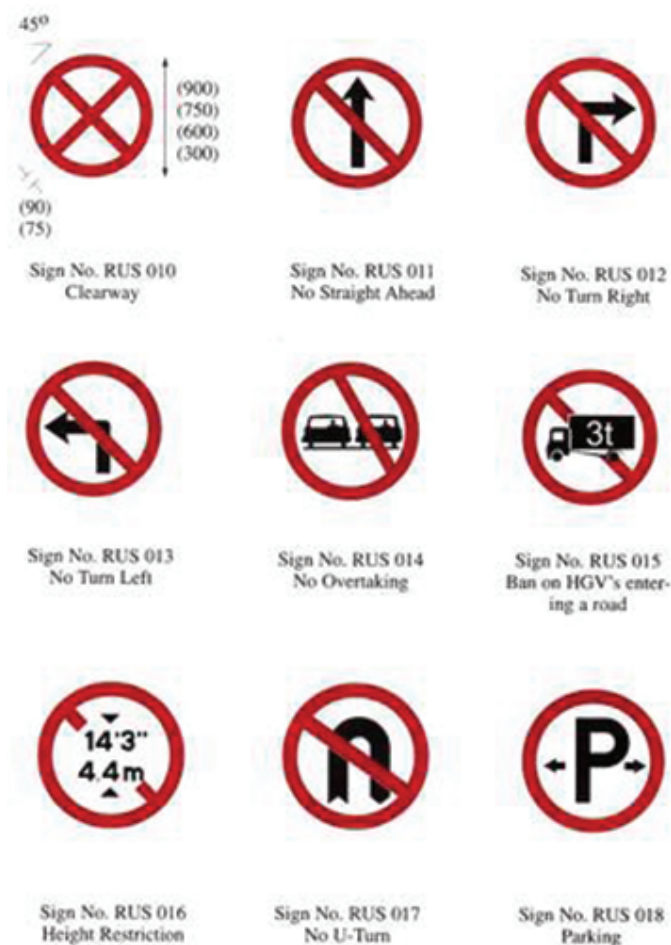 45º
(900)
(750)
(600)
(300)
(90)
(75)
Sign No. RUS 010
Clearway
Sign No. RUS 011
No Straight Ahead
Sign No. RUS 012
No Turn Right
3t
Sign No. RUS 013
No Turn Left
Sign No. RUS 014
No Overtaking
Sign No. RUS 015
Ban on HGV's enter-
ing a road
14'3"
4.4m
P
Sign No. RUS 016
Height Restriction
Sign No. RUS 017
No U-Turn
Sign No. RUS 018
Parking